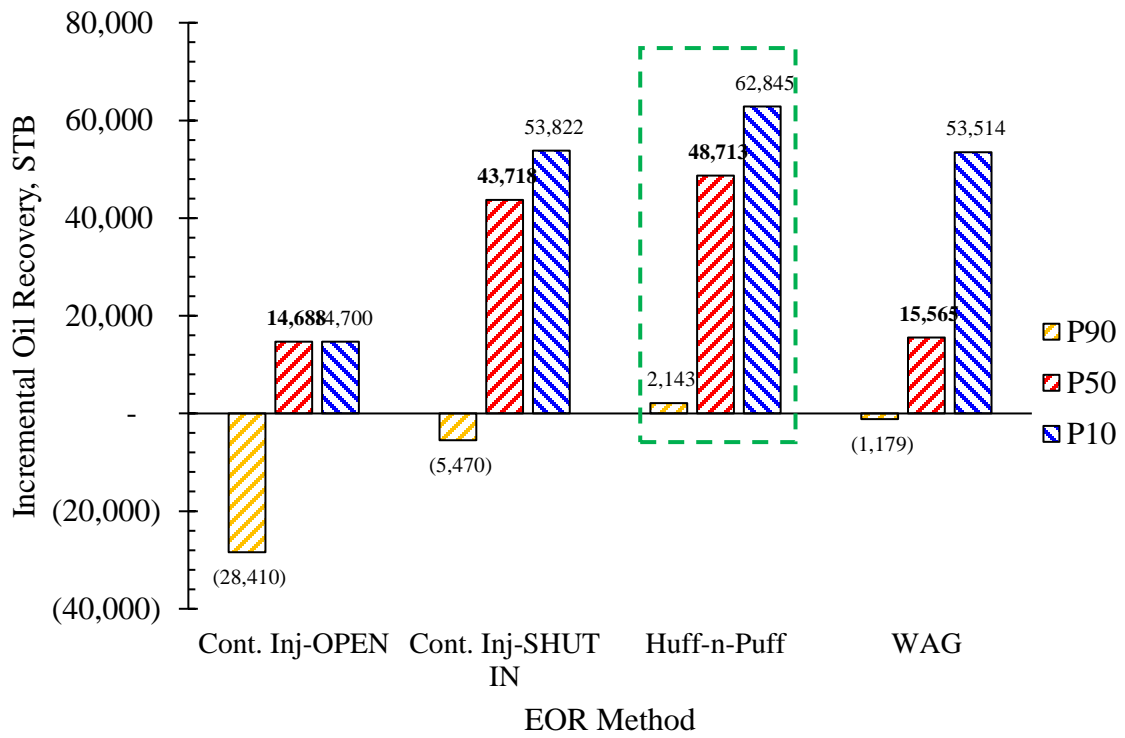 80,000
60,000
40,000
20,000
-
(20,000)
(40,000)
Incremental Oil Recovery, STB
(28,410)
14,688
14,700
(5,470)
43,718
53,822
2,143
48,713
62,845
(1,179)
15,565
53,514
P90
P50
P10
Cont. Inj-OPEN
Cont. Inj-SHUT
IN
Huff-n-Puff
WAG
EOR Method